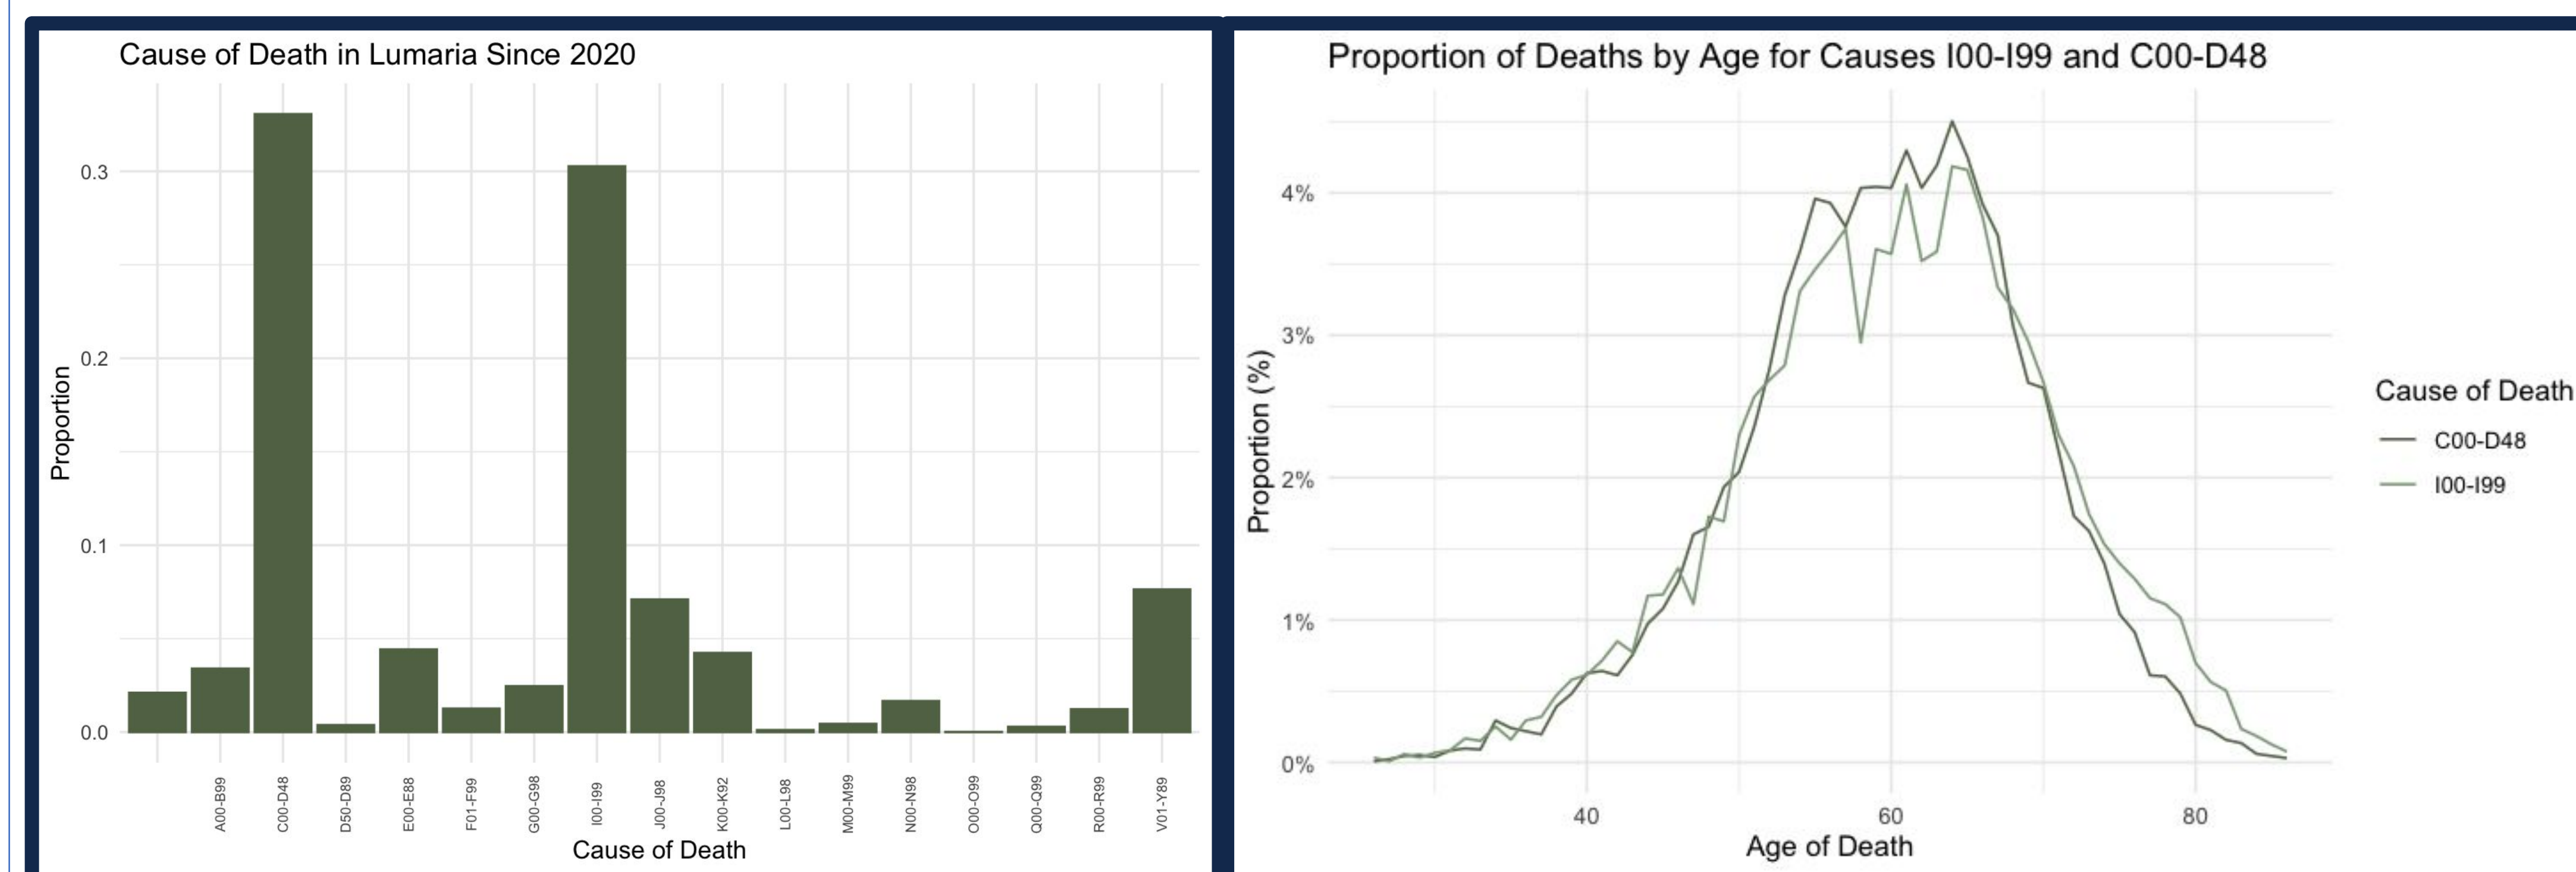 Cause of Death in Lumaria Since 2020
Proportion
0.3
0.2
0.1
0.0
A00-B99
C00-D48
D50-D89
E00-E88
F01-F99
G00-G98
I00-I99
J00-J98
K00-K92
L00-L98
M00-M99
N00-N98
O00-O99
Q00-Q99
R00-R99
V01-Y89
Cause of Death
Proportion of Deaths by Age for Causes I00-I99 and C00-D48
Proportion (%)
4%
3%
2%
1%
0%
40
60
80
Age of Death
Cause of Death
C00-D48
I00-I99